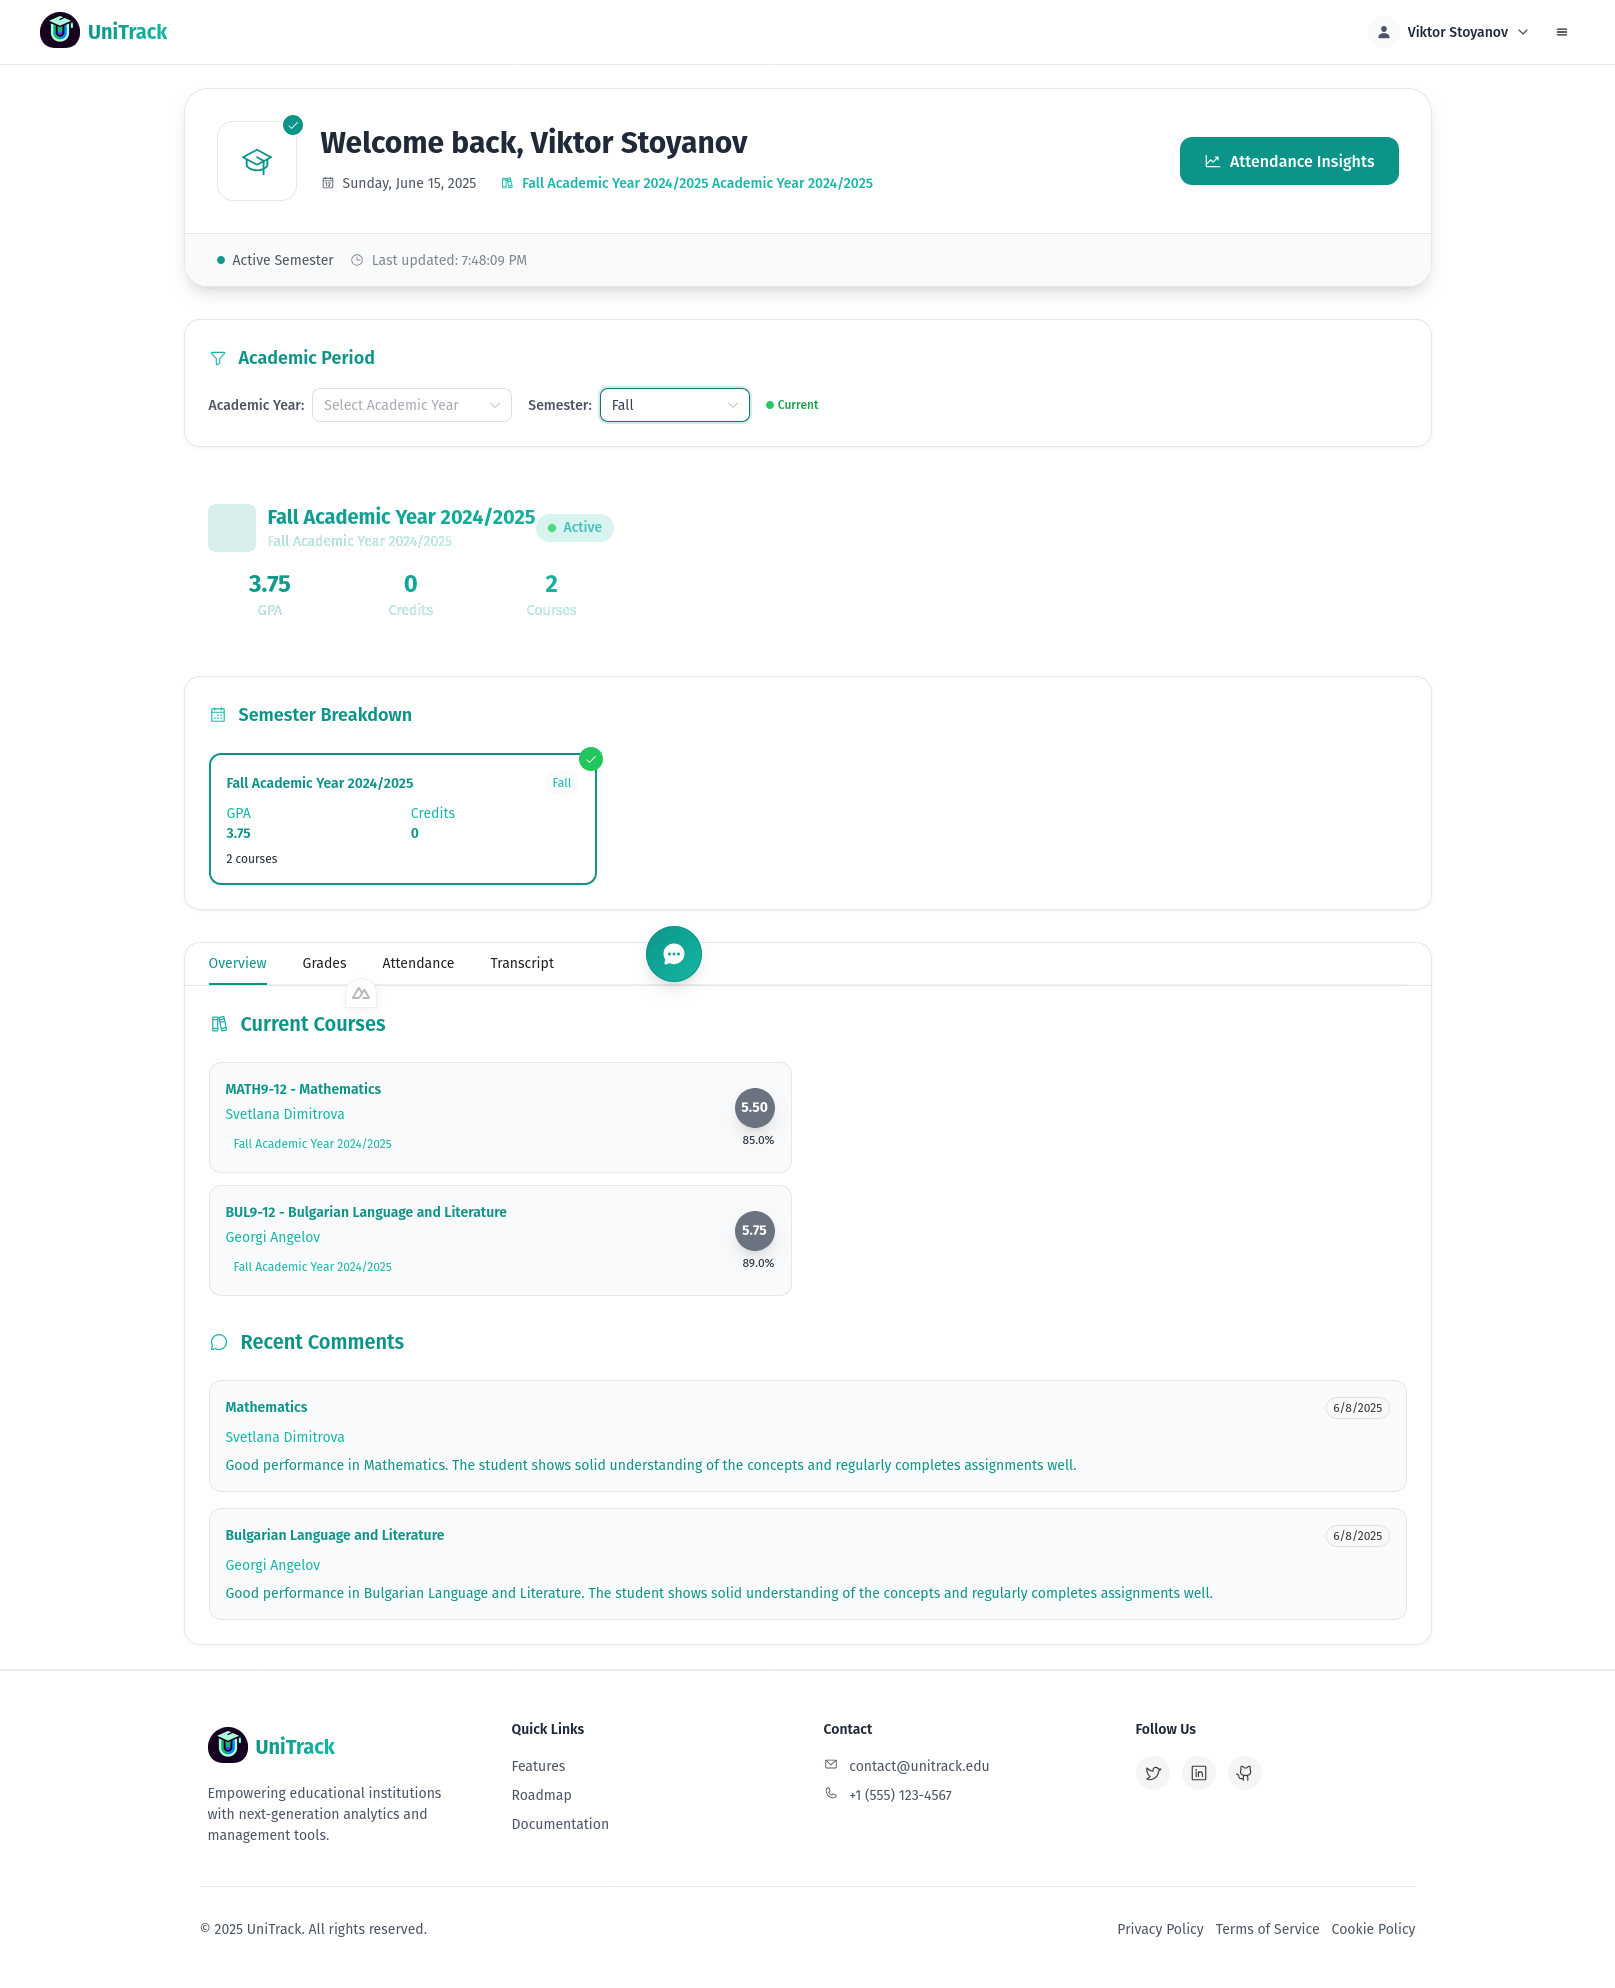 UniTrack
Viktor Stoyanov
Welcome back, Viktor Stoyanov
Sunday, June 15, 2025
Fall Academic Year 2024/2025 Academic Year 2024/2025
Attendance Insights
Active Semester
Last updated: 7:48:09 PM
Academic Period
Academic Year:
Select Academic Year
Semester:
Fall
Current
Fall Academic Year 2024/2025
Fall Academic Year 2024/2025
Active
3.75
0
2
GPA
Credits
Courses
Semester Breakdown
Fall Academic Year 2024/2025
Fall
GPA
Credits
3.75
0
2 courses
Overview
Grades
Attendance
Transcript
Current Courses
MATH9-12 - Mathematics
Svetlana Dimitrova
Fall Academic Year 2024/2025
5.50
85.0%
BUL9-12 - Bulgarian Language and Literature
Georgi Angelov
Fall Academic Year 2024/2025
5.75
89.0%
Recent Comments
Mathematics
6/8/2025
Svetlana Dimitrova
Good performance in Mathematics. The student shows solid understanding of the concepts and regularly completes assignments well.
Bulgarian Language and Literature
6/8/2025
Georgi Angelov
Good performance in Bulgarian Language and Literature. The student shows solid understanding of the concepts and regularly completes assignments well.
UniTrack
Empowering educational institutions
with next-generation analytics and
management tools.
Quick Links
Features
Roadmap
Documentation
Contact
contact@unitrack.edu
+1 (555) 123-4567
Follow Us
© 2025 UniTrack. All rights reserved.
Privacy Policy
Terms of Service
Cookie Policy